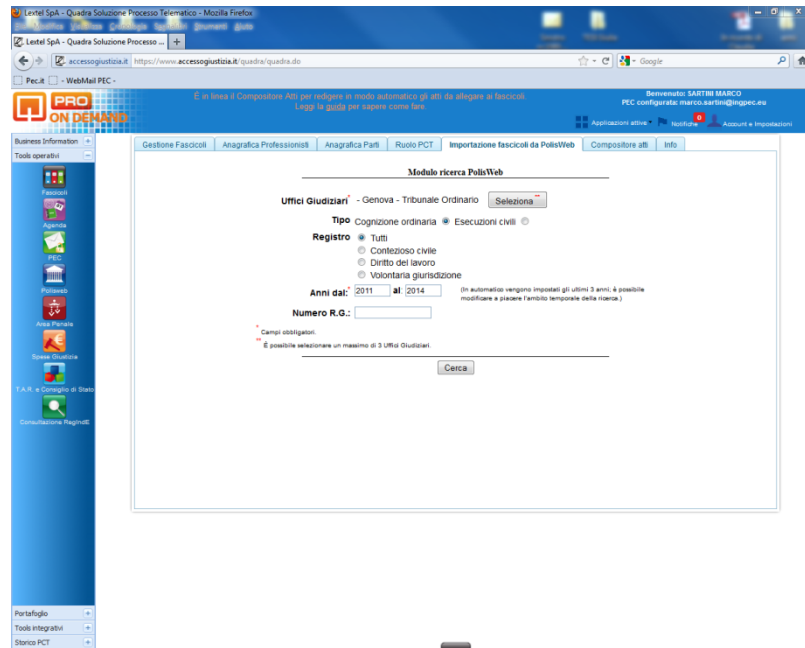 Lextel SpA - Quadra Soluzione Processo Telematico - Mozilla Firefox
Lextel SpA - Quadra Soluzione Processo ... +
accessogiustizia.it https://www.accessogiustizia.it/quadra/quadra.do
Google
Pec.it - WebMail PEC -
PRO
ON DEMAND
È in linea il Compositore Atti per redigere in modo automatico gli atti da allegare ai fascicoli.
Leggi la guida per sapere come fare.
Benvenuto: SARTINI MARCO
PEC configurata: marco.sartini@ingpec.eu
Applicazioni attive
Notifiche 0
Account e Impostazioni
Business Information +
Tools operativi -
Fascicoli
Agenda
PEC
Polisweb
Area Penale
Spese Giustizia
T.A.R. e Consiglio di Stato
Consultazione RegIndE
Portafoglio +
Tools integrativi +
Storico PCT +
Gestione Fascicoli
Anagrafica Professionisti
Anagrafica Parti
Ruolo PCT
Importazione fascicoli da PolisWeb
Compositore atti
Info
Modulo ricerca PolisWeb
Uffici Giudiziari* - Genova - Tribunale Ordinario Seleziona**
Tipo Cognizione ordinaria Esecuzioni civili
Registro Tutti
Contezioso civile
Diritto del lavoro
Volontaria giurisdizione
Anni dal:* 2011 al: 2014 (In automatico vengono impostati gli ultimi 3 anni; è possibile
modificare a piacere l'ambito temporale della ricerca.)
Numero R.G.:
* Campi obbligatori.
** È possibile selezionare un massimo di 3 Uffici Giudiziari.
Cerca